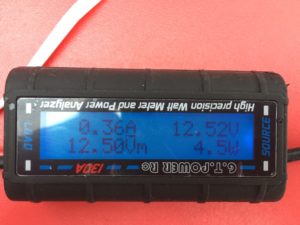 High precision Watt Meter and Power Analyzer
LOAD
0.36A 12.52V
12.50Vm 4.5W
SOURCE
G.T.POWER RC 130A